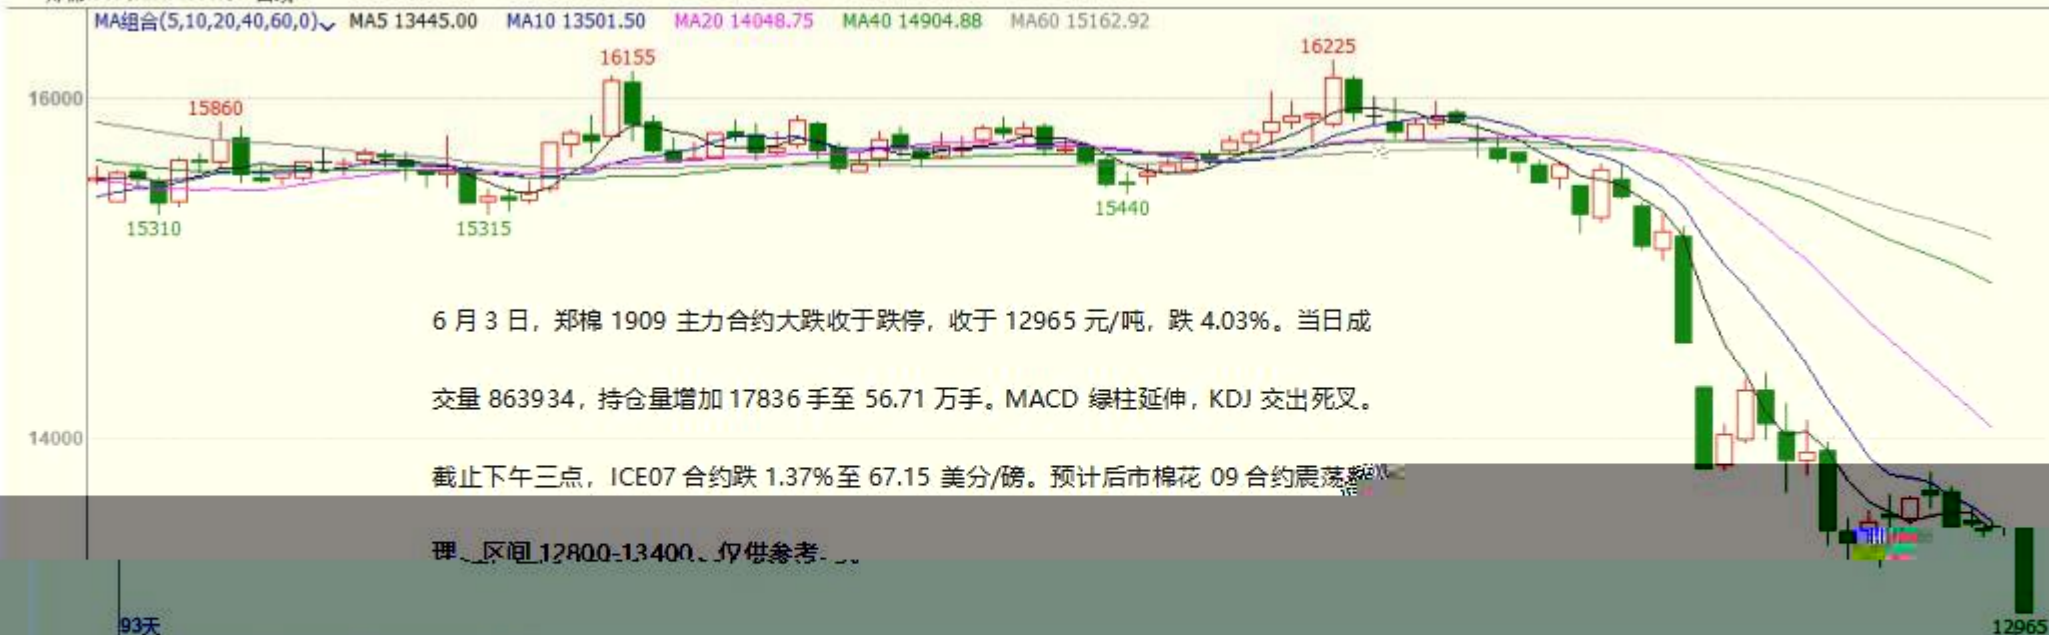 MA组合(5,10,20,40,60,0) MA5 13445.00 MA10 13501.50 MA20 14048.75 MA40 14904.88 MA60 15162.92
16225
16155
16000
15860
15440
15310
15315
6 月 3 日，郑棉 1909 主力合约大跌收于跌停，收于 12965 元/吨，跌 4.03%。当日成
交量 863934，持仓量增加 17836 手至 56.71 万手。MACD 绿柱延伸，KDJ 交出死叉。
14000
截止下午三点，ICE07 合约跌 1.37%至 67.15 美分/磅。预计后市棉花 09 合约震荡
理，区间 12800-13400、仅供参考
93天
12965